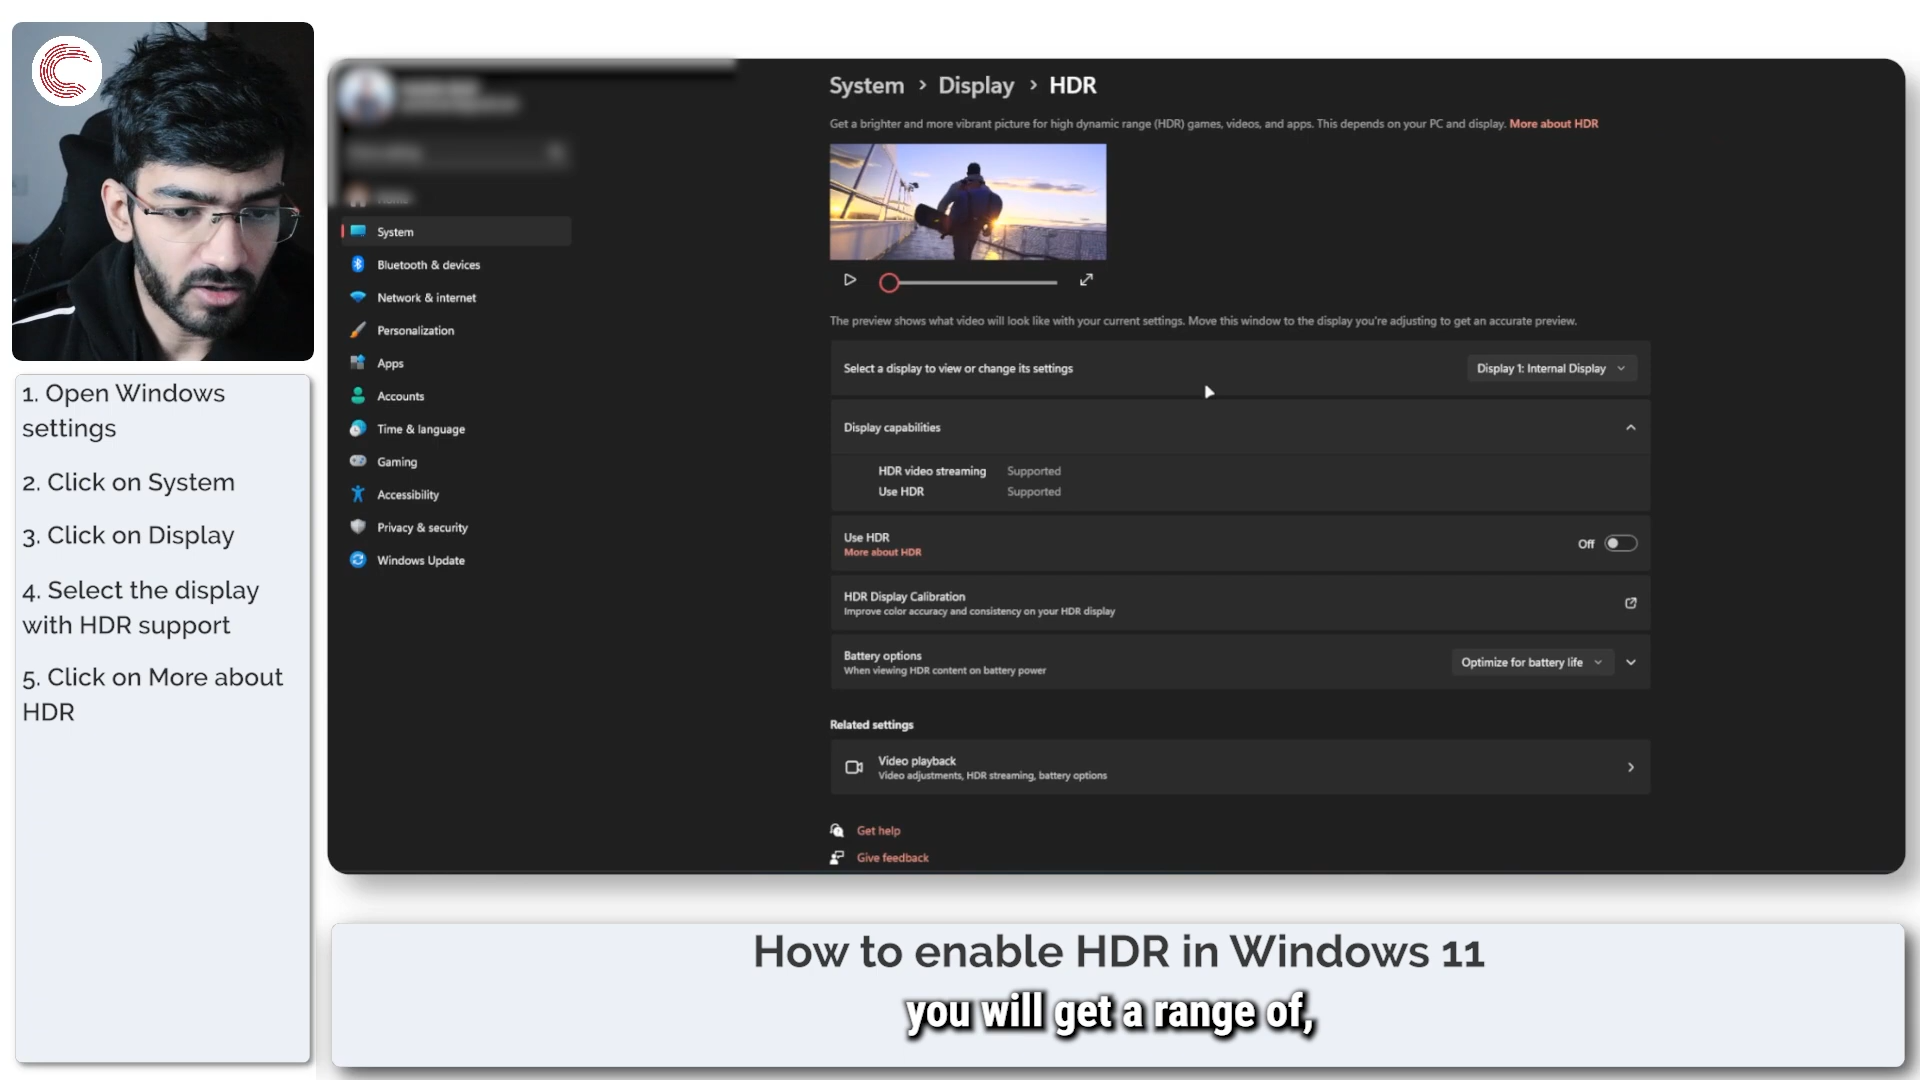 1. Open Windows
settings
2. Click on System
3. Click on Display
4. Select the display
with HDR support
5. Click on More about
HDR
System
Bluetooth & devices
Network & internet
Personalization
Apps
Accounts
Time & language
Gaming
Accessibility
Privacy & security
Windows Update
System > Display > HDR
Get a brighter and more vibrant picture for high dynamic range (HDR) games, videos, and apps. This depends on your PC and display. More about HDR
The preview shows what video will look like with your current settings. Move this window to the display you're adjusting to get an accurate preview.
Select a display to view or change its settings Display 1: Internal Display
Display capabilities
HDR video streaming Supported
Use HDR Supported
Use HDR
More about HDR
Off
HDR Display Calibration
Improve color accuracy and consistency on your HDR display
Battery options
When viewing HDR content on battery power
Optimize for battery life
Related settings
Video playback
Video adjustments, HDR streaming, battery options
Get help
Give feedback
How to enable HDR in Windows 11
you will get a range of,